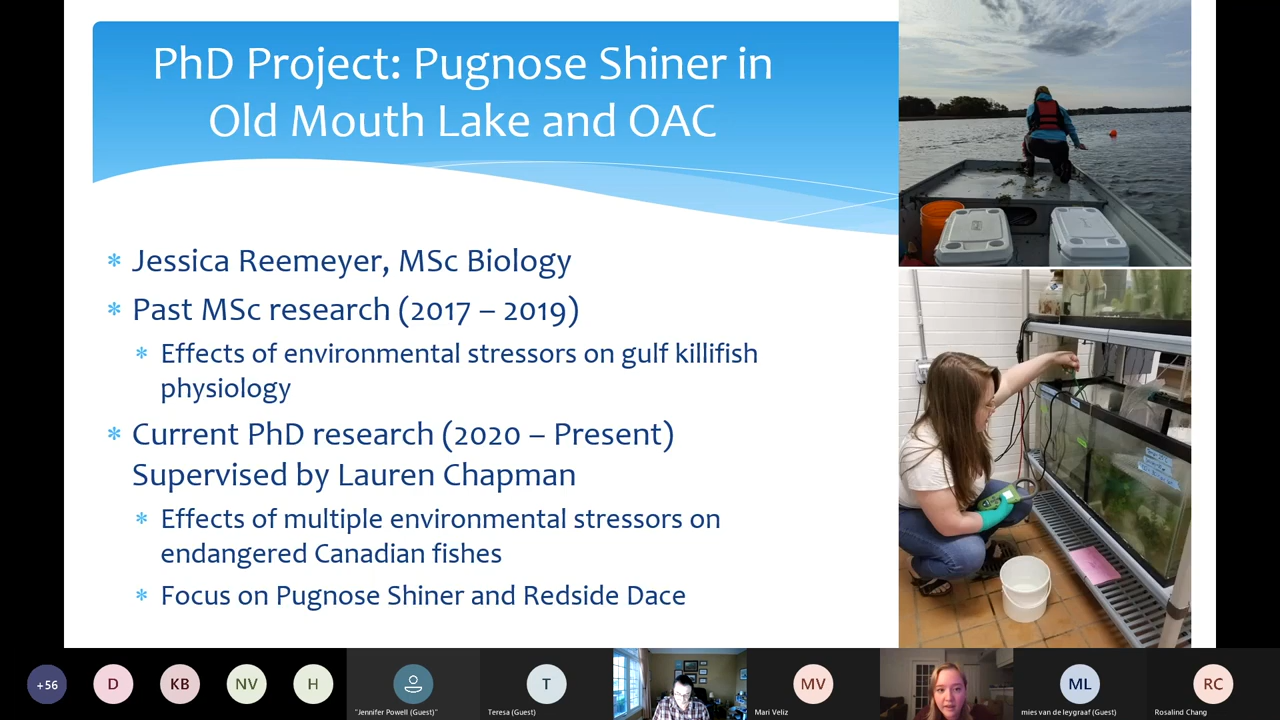 PhD Project: Pugnose Shiner in
Old Mouth Lake and OAC
Jessica Reemeyer, MSc Biology
Past MSc research (2017 – 2019)
Effects of environmental stressors on gulf killifish
physiology
Current PhD research (2020 – Present)
Supervised by Lauren Chapman
Effects of multiple environmental stressors on
endangered Canadian fishes
Focus on Pugnose Shiner and Redside Dace
+56
D
KB
NV
H
T
MV
ML
RC
"Jennifer Powell (Guest)"
Teresa (Guest)
Mari Veliz
mies van de leygraaf (Guest)
Rosalind Chang